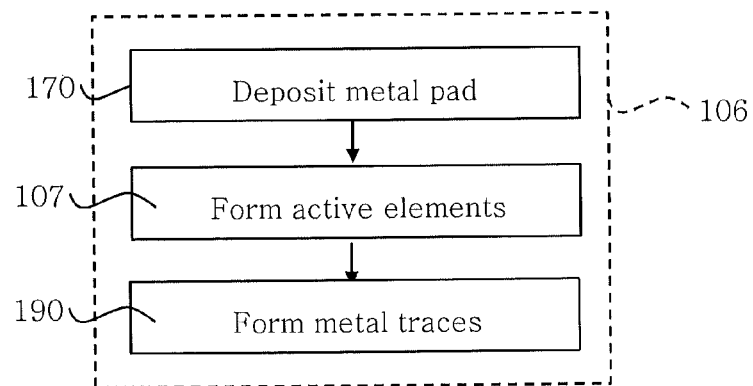 170
Deposit metal pad
106
107
Form active elements
190
Form metal traces